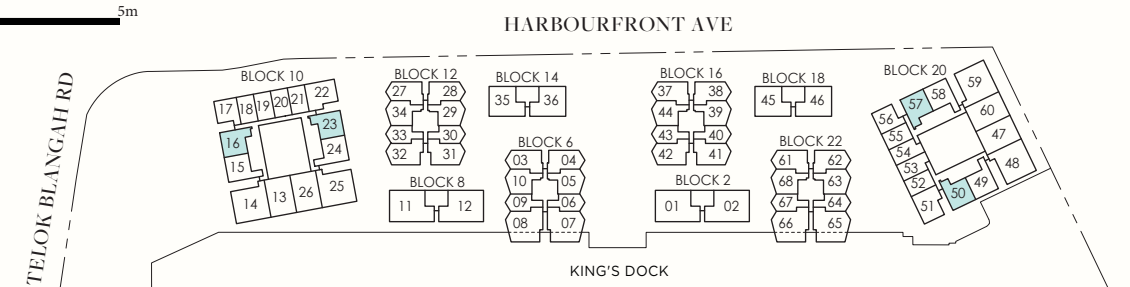 5m
HARBOURFRONT AVE
TELOK BLANGAH RD
BLOCK 10
17 18 19 20 21 22
16 23
15 24
14 13 26 25
BLOCK 12
27 28
34 29
33 30
32 31
BLOCK 14
35 36
BLOCK 6
03 04
10 05
09 06
08 07
BLOCK 8
11 12
BLOCK 16
37 38
44 39
43 40
42 41
BLOCK 18
45 46
BLOCK 2
01 02
BLOCK 22
61 62
68 63
67 64
66 65
BLOCK 20
59
58
57 60
56
55 47
54
53 48
52 49
51 50
KING'S DOCK